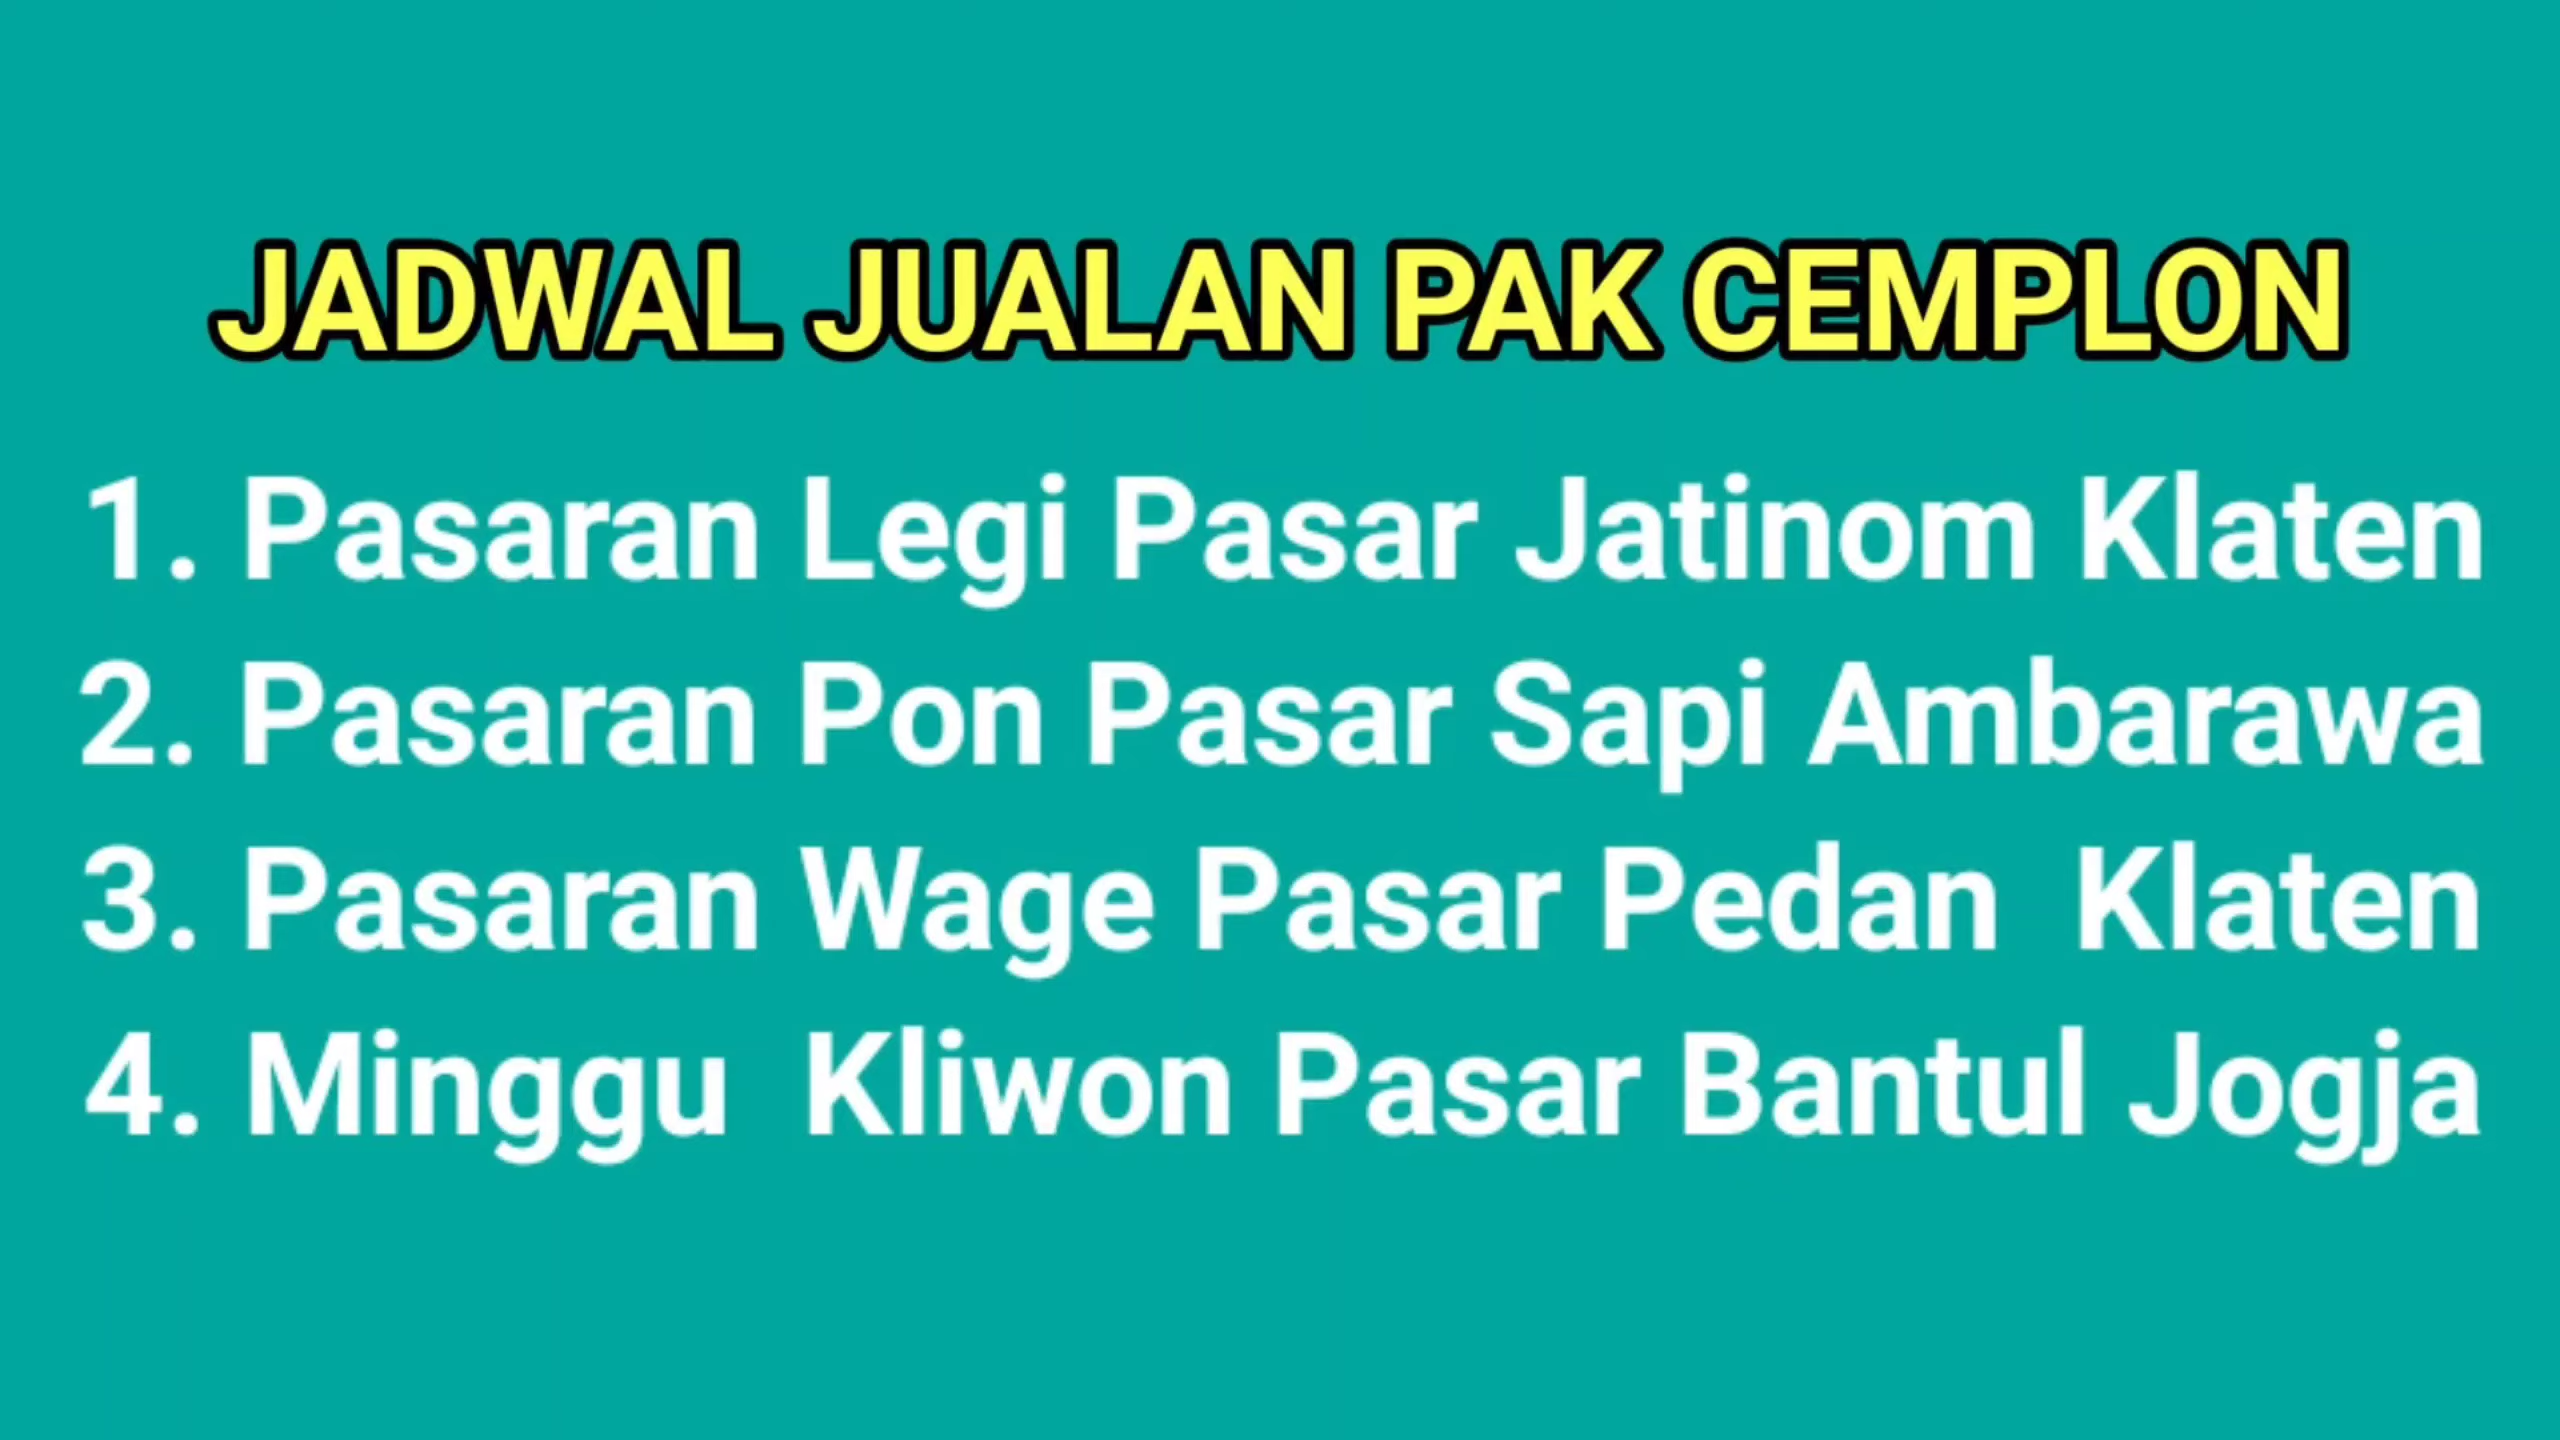 JADWAL JUALAN PAK CEMPLON
1. Pasaran Legi Pasar Jatinom Klaten
2. Pasaran Pon Pasar Sapi Ambarawa
3. Pasaran Wage Pasar Pedan Klaten
4. Minggu Kliwon Pasar Bantul Jogja